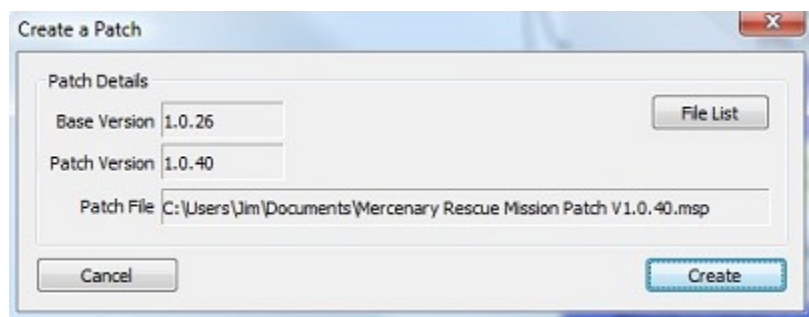 Create a Patch
Patch Details
Base Version 1.0.26
File List
Patch Version 1.0.40
Patch File C:\Users\Jim\Documents\Mercenary Rescue Mission Patch V1.0.40.msp
Cancel
Create